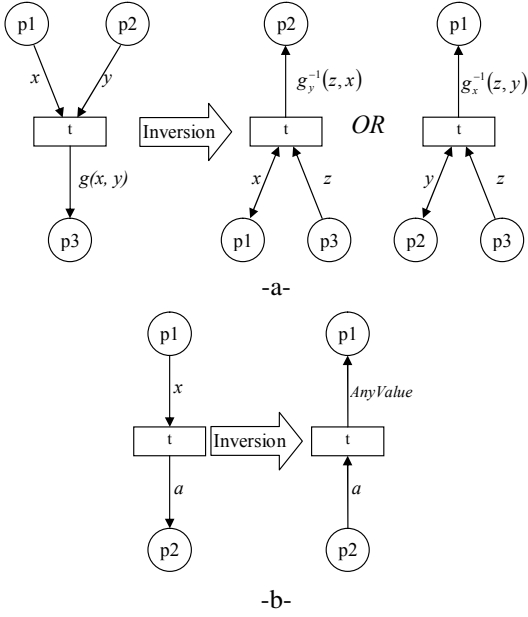 p1 p2 p2 p1
x y g_y^{-1}(z, x) g_x^{-1}(z, y)
t Inversion t OR t
g(x, y) x z y z
p3 p1 p3 p2 p3
-a-
p1 p1
x AnyValue
t Inversion t
a a
p2 p2
-b-